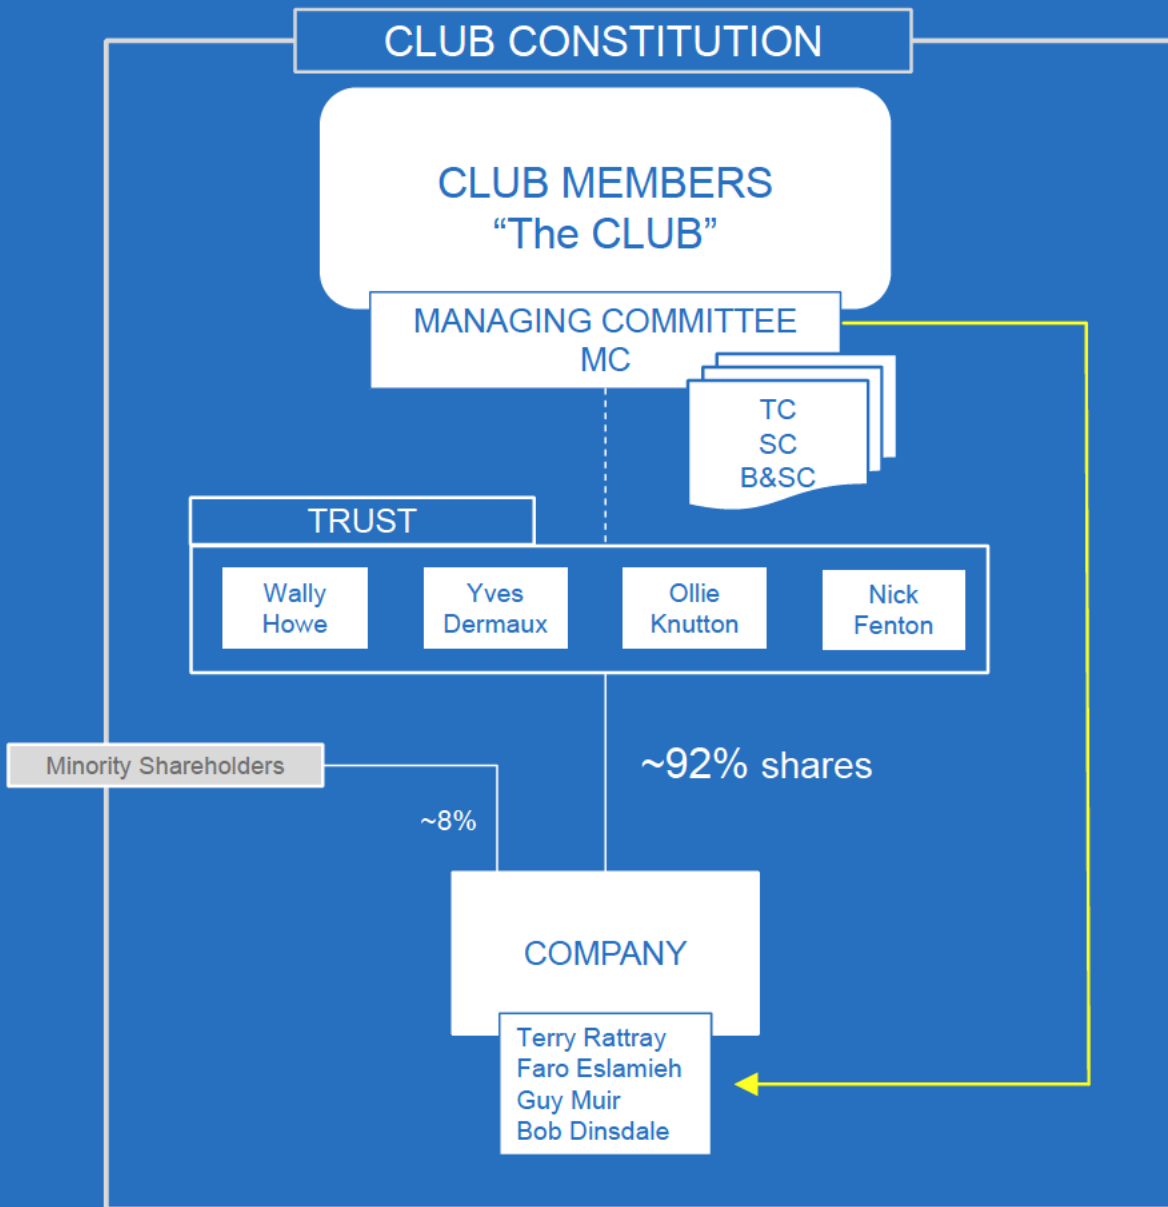 CLUB CONSTITUTION
CLUB MEMBERS
“The CLUB”
MANAGING COMMITTEE
MC
TC
SC
B&SC
TRUST
Wally
Howe
Yves
Dermaux
Ollie
Knutton
Nick
Fenton
Minority Shareholders
~92% shares
~8%
COMPANY
Terry Rattray
Faro Eslamieh
Guy Muir
Bob Dinsdale